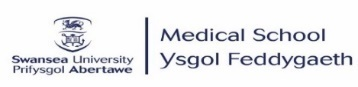 Swansea University
Prifysgol Abertawe
Medical School
Ysgol Feddygaeth